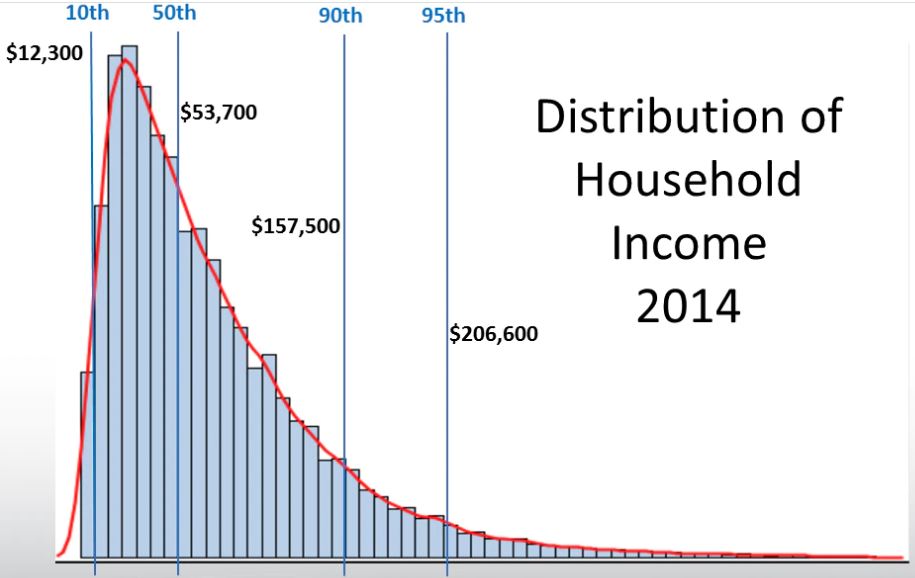 10th 50th 90th 95th
$12,300
$53,700
$157,500
$206,600
Distribution of
Household
Income
2014